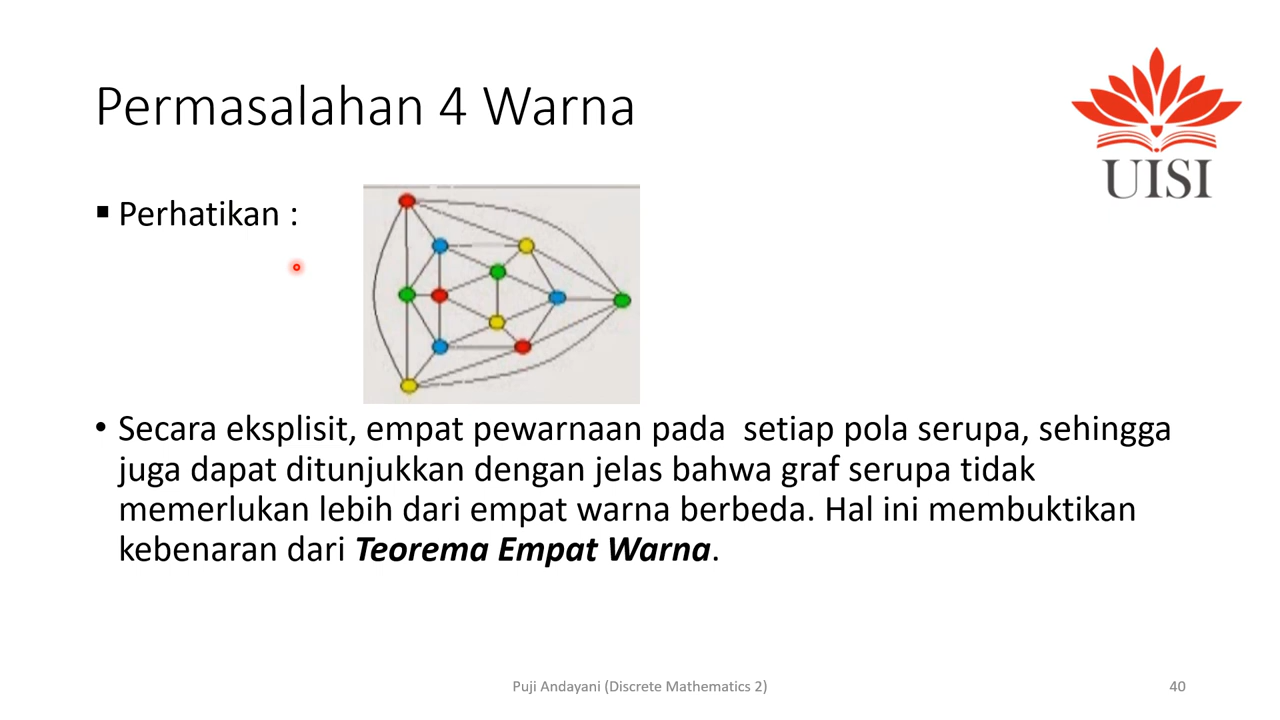 Permasalahan 4 Warna
UISI
▪ Perhatikan :
• Secara eksplisit, empat pewarnaan pada setiap pola serupa, sehingga
juga dapat ditunjukkan dengan jelas bahwa graf serupa tidak
memerlukan lebih dari empat warna berbeda. Hal ini membuktikan
kebenaran dari Teorema Empat Warna.
Puji Andayani (Discrete Mathematics 2)
40